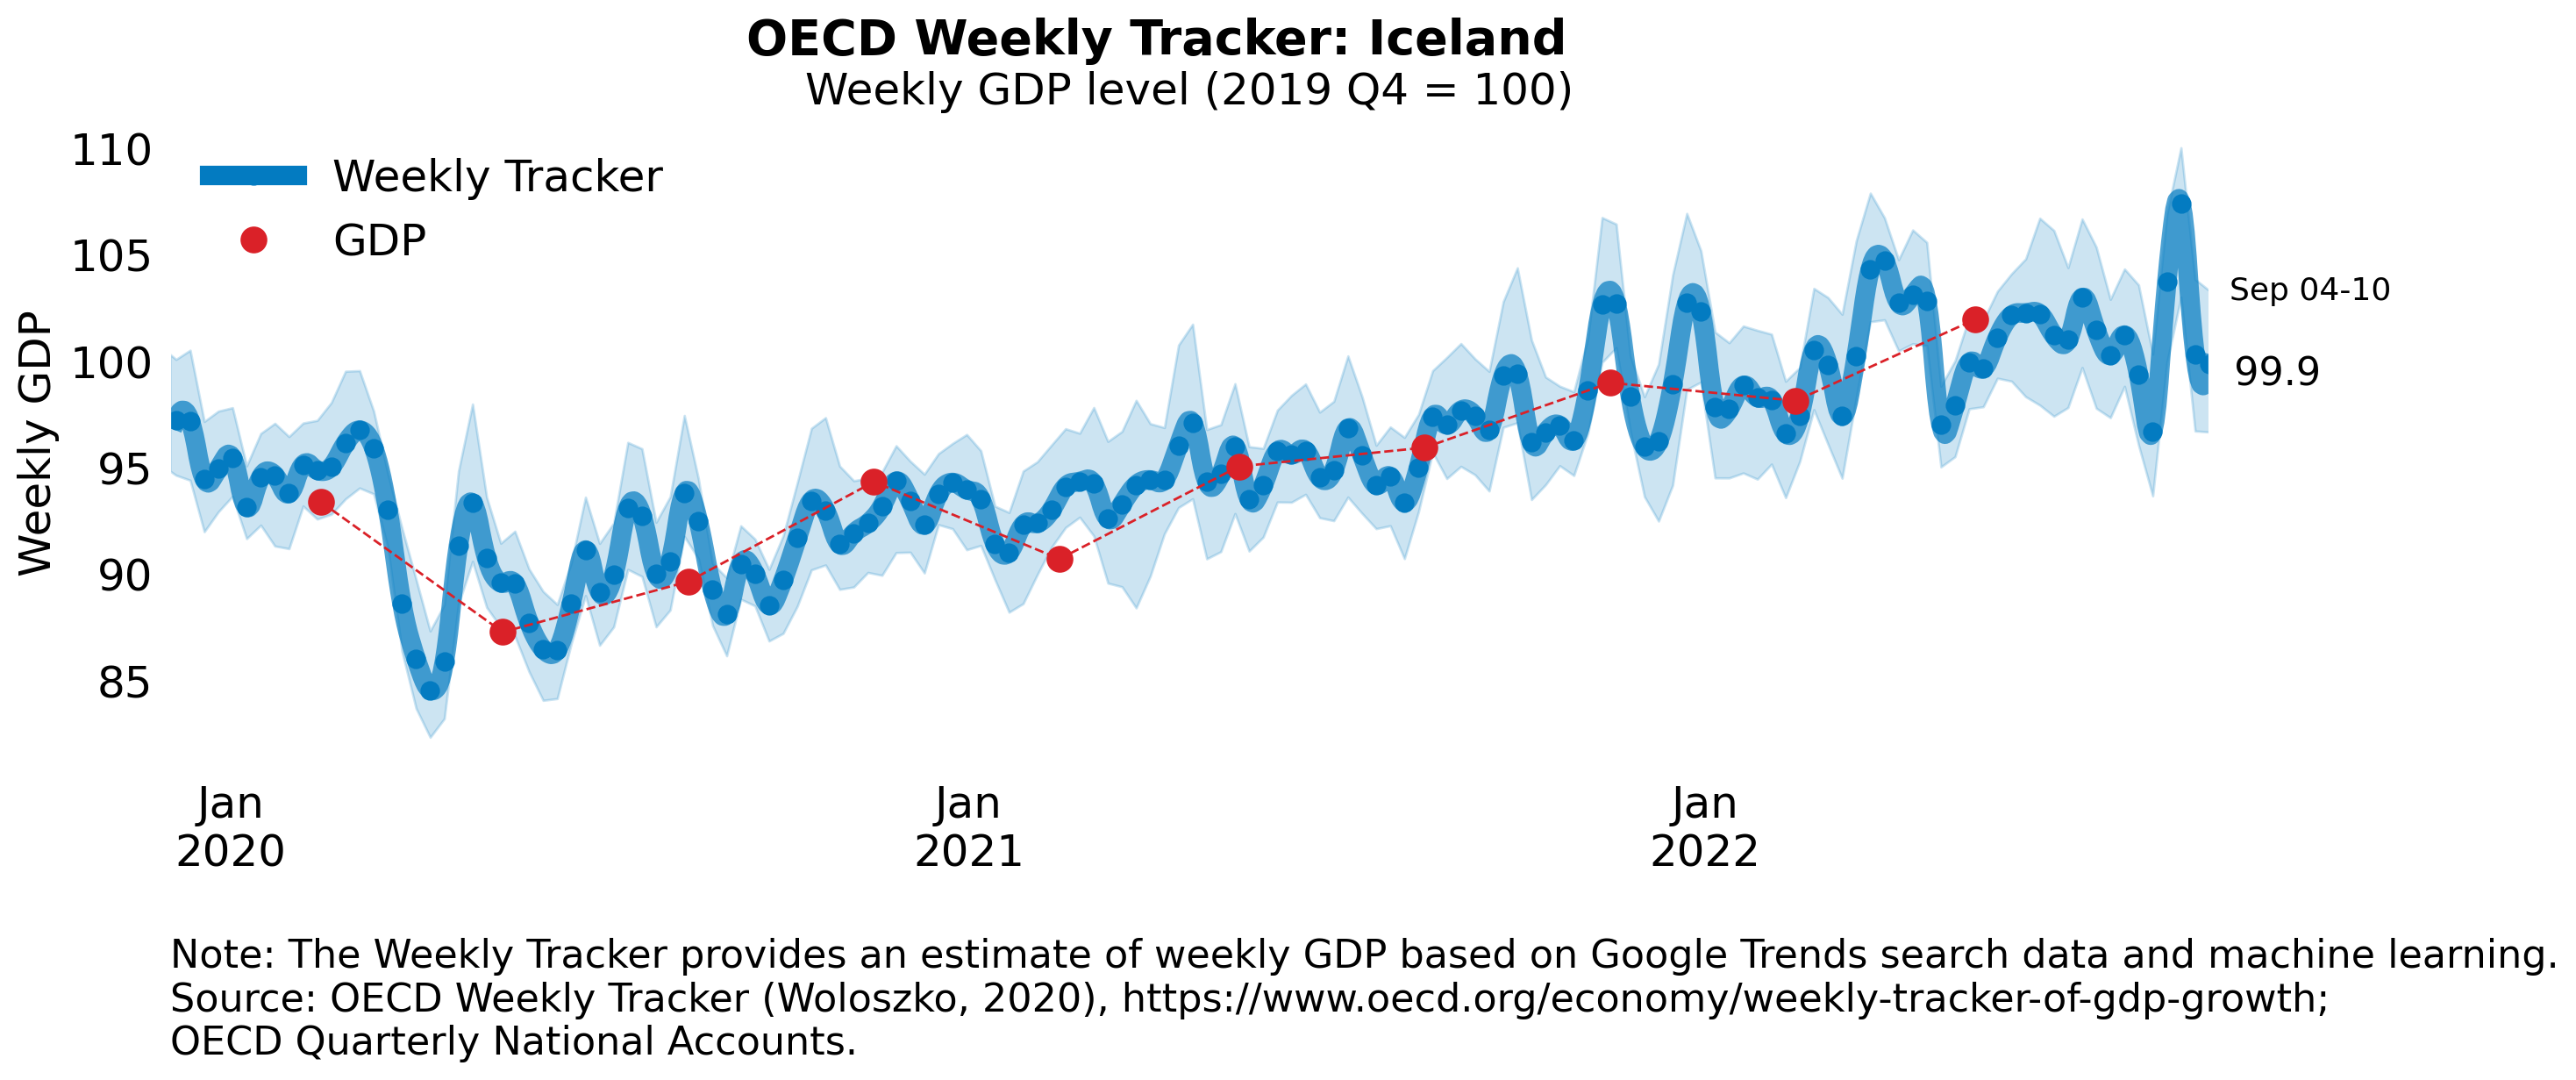 OECD Weekly Tracker: Iceland
Weekly GDP level (2019 Q4 = 100)
Weekly Tracker
GDP
Weekly GDP
110
105
100
95
90
85
Sep 04-10
99.9
Jan
2020
Jan
2021
Jan
2022
Note: The Weekly Tracker provides an estimate of weekly GDP based on Google Trends search data and machine learning.
Source: OECD Weekly Tracker (Woloszko, 2020), https://www.oecd.org/economy/weekly-tracker-of-gdp-growth;
OECD Quarterly National Accounts.